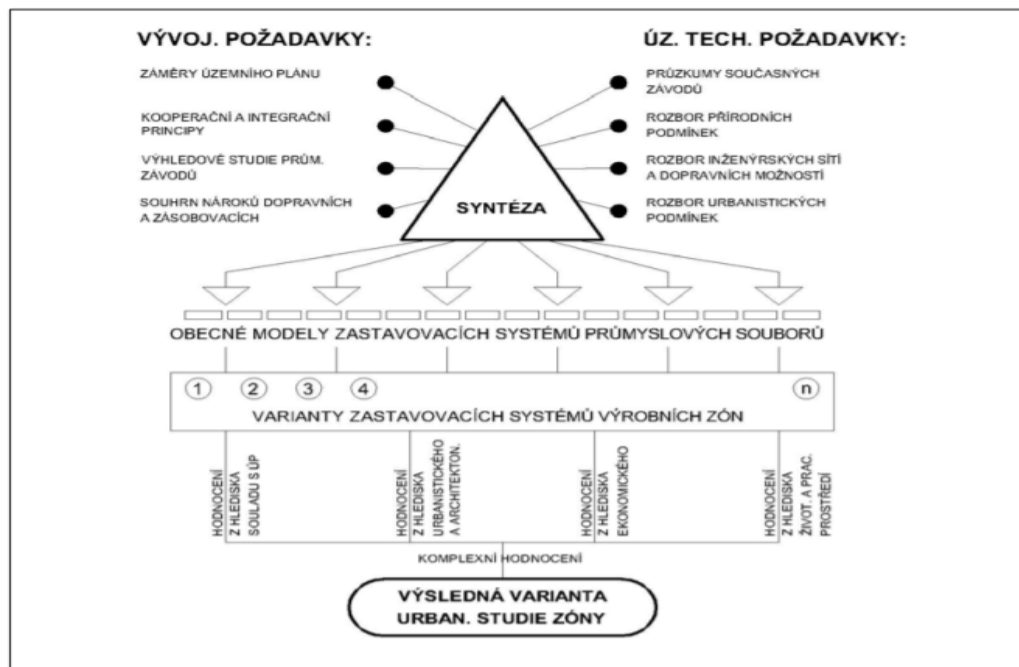 VÝVOJ. POŽADAVKY:
ZÁMĚRY ÚZEMNÍHO PLÁNU
KOOPERAČNÍ A INTEGRAČNÍ
PRINCIPY
VÝHLEDOVÉ STUDIE PRŮM.
ZÁVODŮ
SOUHRN NÁROKŮ DOPRAVNÍCH
A ZÁSOBOVACÍCH
ÚZ. TECH. POŽADAVKY:
PRŮZKUMY SOUČASNÝCH
ZÁVODŮ
ROZBOR PŘÍRODNÍCH
PODMÍNEK
ROZBOR INŽENÝRSKÝCH SÍTÍ
A DOPRAVNÍCH MOŽNOSTÍ
ROZBOR URBANISTICKÝCH
PODMÍNEK
SYNTÉZA
OBECNÉ MODELY ZASTAVOVACÍCH SYSTÉMŮ PRŮMYSLOVÝCH SOUBORŮ
1 2 3 4 n
VARIANTY ZASTAVOVACÍCH SYSTÉMŮ VÝROBNÍCH ZÓN
HODNOCENÍ
Z HLEDISKA
SOULADU S ÚP
HODNOCENÍ
Z HLEDISKA
URBANISTICKÉHO
A ARCHITEKTON.
HODNOCENÍ
Z HLEDISKA
EKONOMICKÉHO
HODNOCENÍ
Z HLEDISKA
ŽIVOT. A PRAC.
PROSTŘEDÍ
KOMPLEXNÍ HODNOCENÍ
VÝSLEDNÁ VARIANTA
URBAN. STUDIE ZÓNY